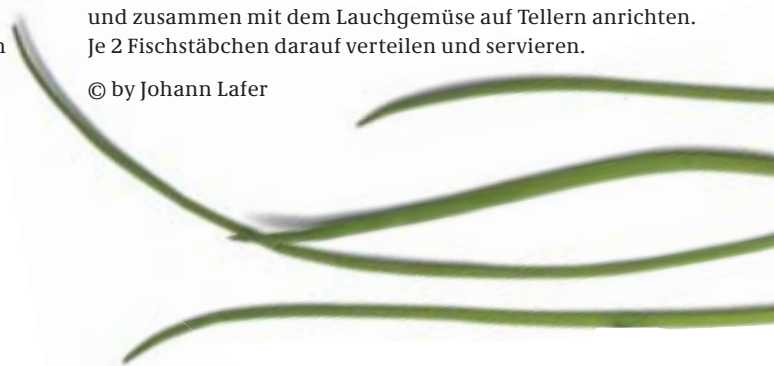 und zusammen mit dem Lauchgemüse auf Tellern anrichten.
Je 2 Fischstäbchen darauf verteilen und servieren.
© by Johann Lafer